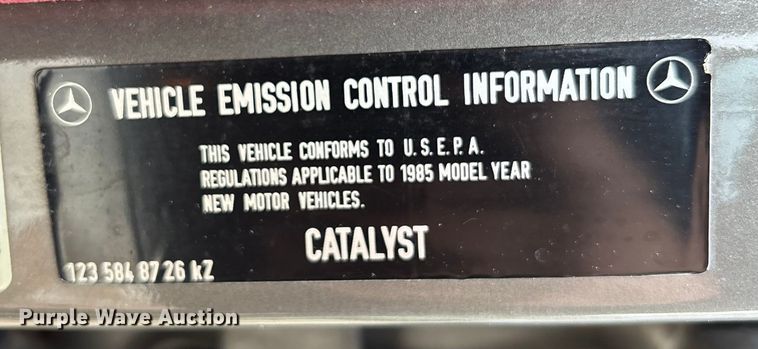 VEHICLE EMISSION CONTROL INFORMATION
THIS VEHICLE CONFORMS TO U.S.E.P.A.
REGULATIONS APPLICABLE TO 1985 MODEL YEAR
NEW MOTOR VEHICLES.
CATALYST
123 584 87 26 kZ
Purple Wave Auction